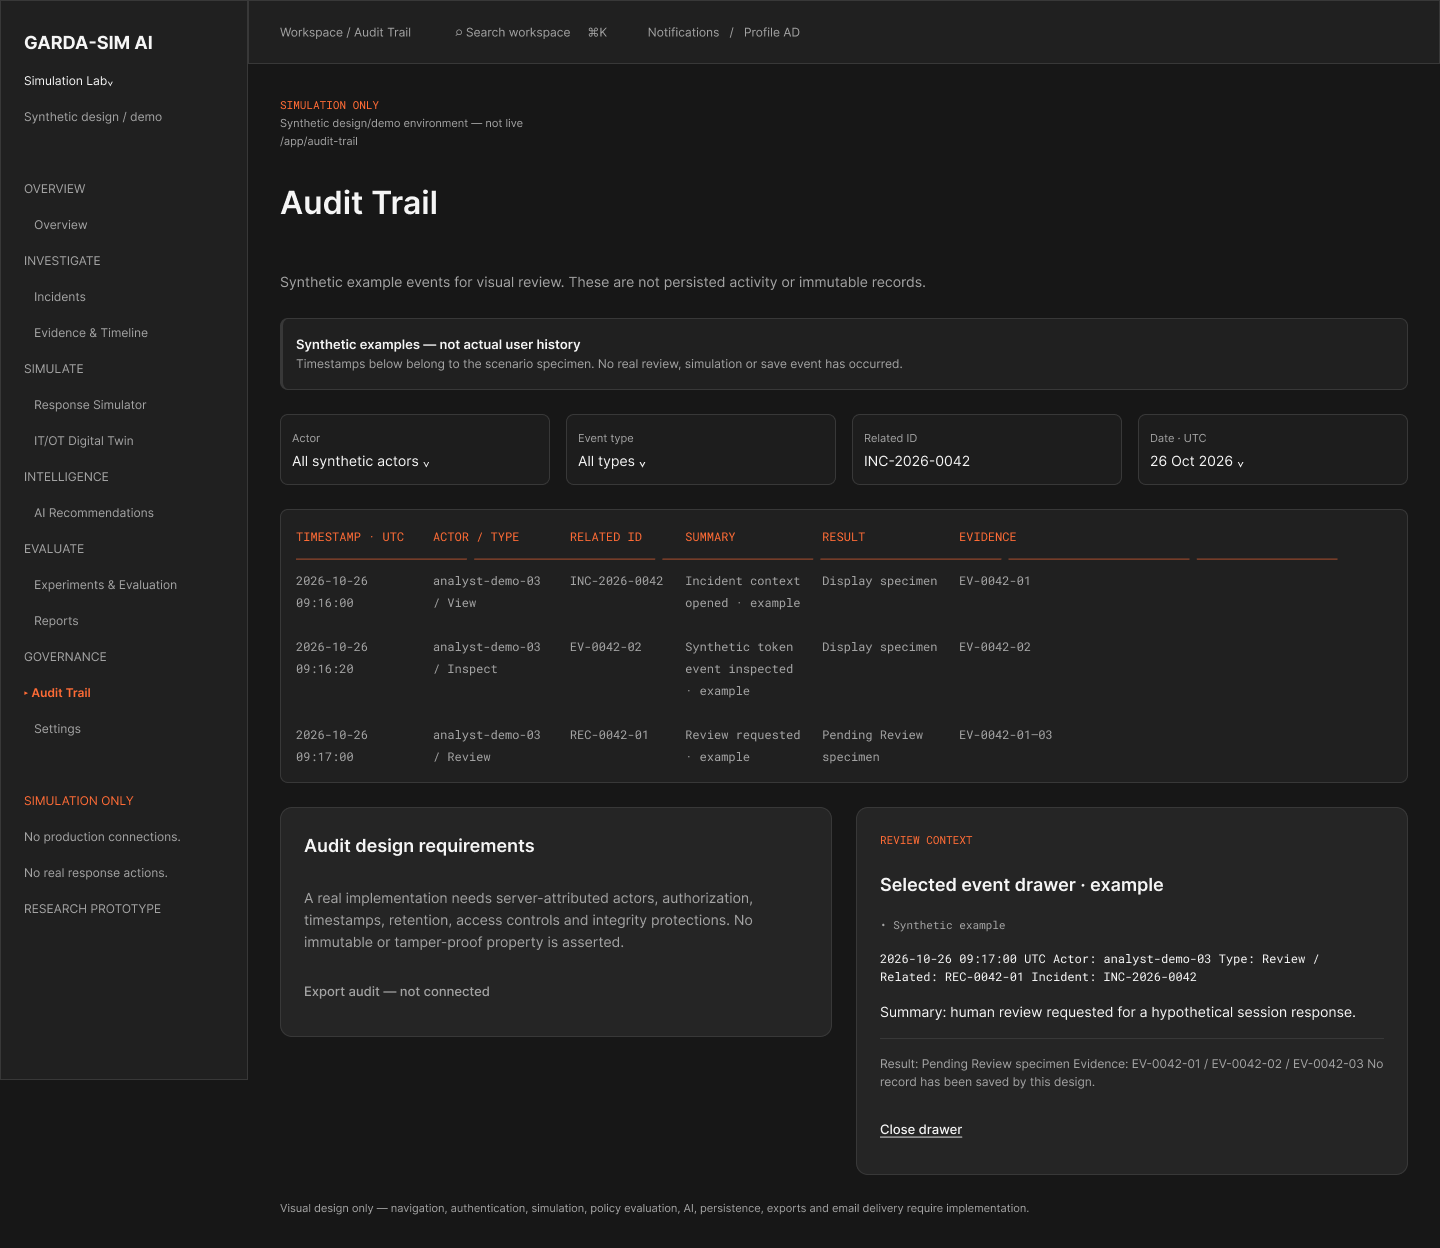 GARDA-SIM AI
Simulation Lab
Synthetic design / demo
OVERVIEW
Overview
INVESTIGATE
Incidents
Evidence & Timeline
SIMULATE
Response Simulator
IT/OT Digital Twin
INTELLIGENCE
AI Recommendations
EVALUATE
Experiments & Evaluation
Reports
GOVERNANCE
Audit Trail
Settings
SIMULATION ONLY
No production connections.
No real response actions.
RESEARCH PROTOTYPE
Workspace / Audit Trail ⌕ Search workspace ⌘K Notifications / Profile AD
SIMULATION ONLY
Synthetic design/demo environment — not live
/app/audit-trail
Audit Trail
Synthetic example events for visual review. These are not persisted activity or immutable records.
Synthetic examples — not actual user history
Timestamps below belong to the scenario specimen. No real review, simulation or save event has occurred.
Actor
All synthetic actors
Event type
All types
Related ID
INC-2026-0042
Date · UTC
26 Oct 2026
TIMESTAMP · UTC ACTOR / TYPE RELATED ID SUMMARY RESULT EVIDENCE
2026-10-26 analyst-demo-03 INC-2026-0042 Incident context Display specimen EV-0042-01
09:16:00 / View opened · example
2026-10-26 analyst-demo-03 EV-0042-02 Synthetic token Display specimen EV-0042-02
09:16:20 / Inspect event inspected
· example
2026-10-26 analyst-demo-03 REC-0042-01 Review requested Pending Review EV-0042-01–03
09:17:00 / Review · example specimen
Audit design requirements
A real implementation needs server-attributed actors, authorization,
timestamps, retention, access controls and integrity protections. No
immutable or tamper-proof property is asserted.
Export audit — not connected
REVIEW CONTEXT
Selected event drawer · example
• Synthetic example
2026-10-26 09:17:00 UTC Actor: analyst-demo-03 Type: Review /
Related: REC-0042-01 Incident: INC-2026-0042
Summary: human review requested for a hypothetical session response.
Result: Pending Review specimen Evidence: EV-0042-01 / EV-0042-02 / EV-0042-03 No
record has been saved by this design.
Close drawer
Visual design only — navigation, authentication, simulation, policy evaluation, AI, persistence, exports and email delivery require implementation.